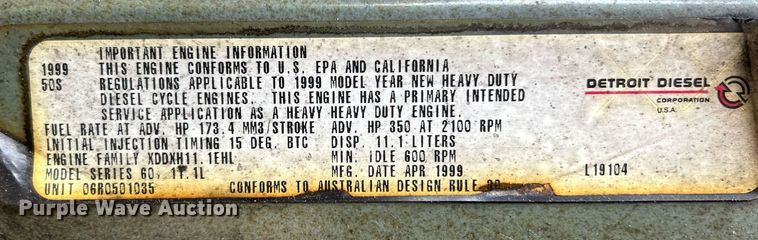 IMPORTANT ENGINE INFORMATION
1999 THIS ENGINE CONFORMS TO U.S. EPA AND CALIFORNIA
50S REGULATIONS APPLICABLE TO 1999 MODEL YEAR NEW HEAVY DUTY
DIESEL CYCLE ENGINES. THIS ENGINE HAS A PRIMARY INTENDED
SERVICE APPLICATION AS A HEAVY HEAVY DUTY ENGINE.
FUEL RATE AT ADV. HP 173.4 MM3/STROKE ADV. HP 350 AT 2100 RPM
INITIAL INJECTION TIMING 15 DEG. BTC DISP. 11.1 LITERS
ENGINE FAMILY XDDXH11.1EHL MIN. IDLE 600 RPM
MODEL SERIES 60, 11.1L MFG. DATE APR 1999
UNIT 06R0501035 CONFORMS TO AUSTRALIAN DESIGN RULE
DETROIT DIESEL
CORPORATION
U.S.A.
L19104
Purple Wave Auction